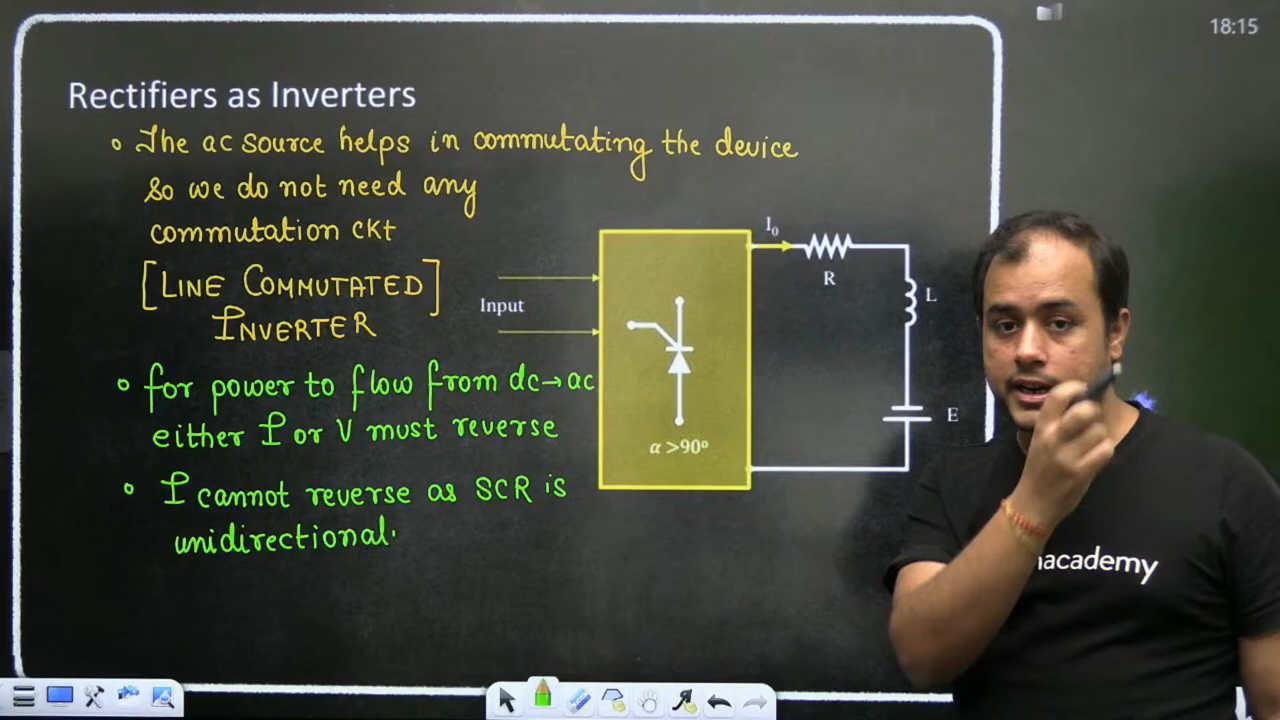 18:15
Rectifiers as Inverters
• The ac source helps in commutating the device
so we do not need any
commutation ckt
[LINE COMMUTATED]
INVERTER
• for power to flow from dc→ac
either I or V must reverse
• I cannot reverse as SCR is
unidirectional.
Input
α >90°
I₀
R
L
E
nacademy